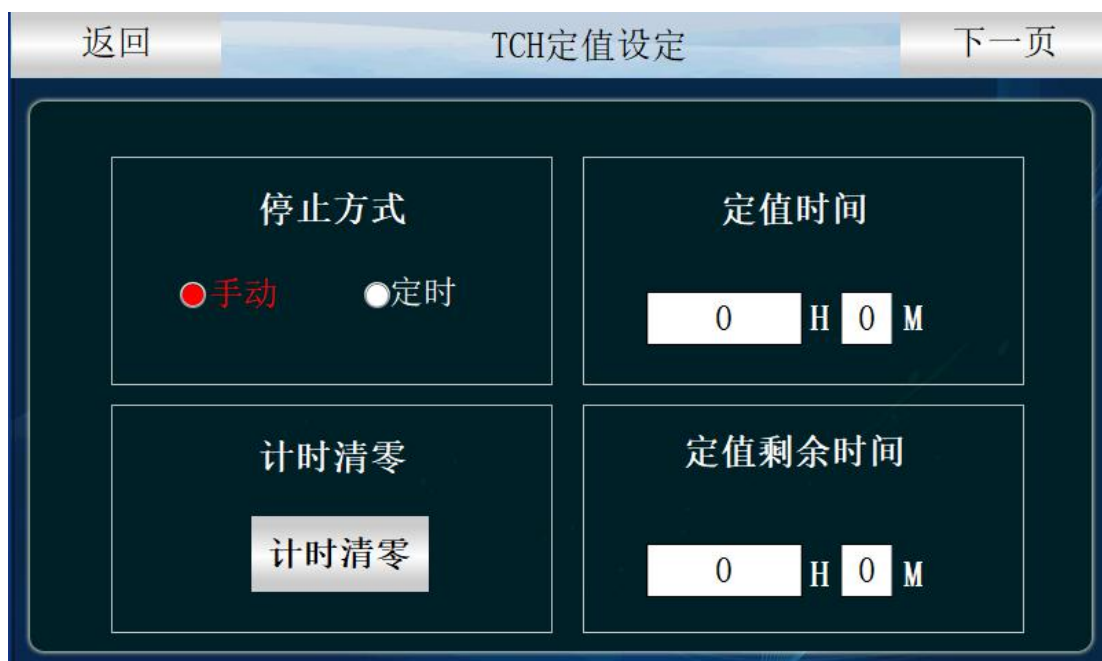 返回 TCH定值设定 下一页
停止方式
手动 定时
定值时间
0 H 0 M
计时清零
计时清零
定值剩余时间
0 H 0 M